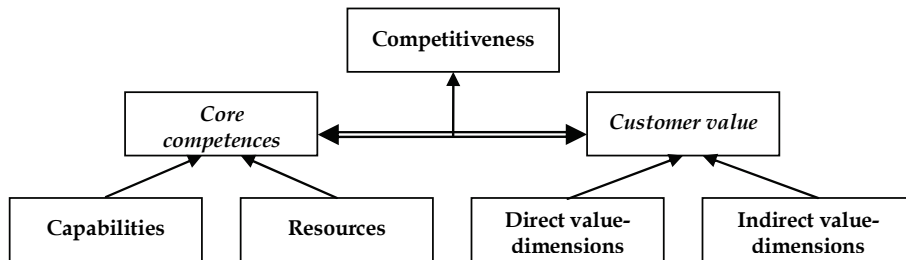 Competitiveness
Core
competences
Customer value
Capabilities
Resources
Direct value-
dimensions
Indirect value-
dimensions